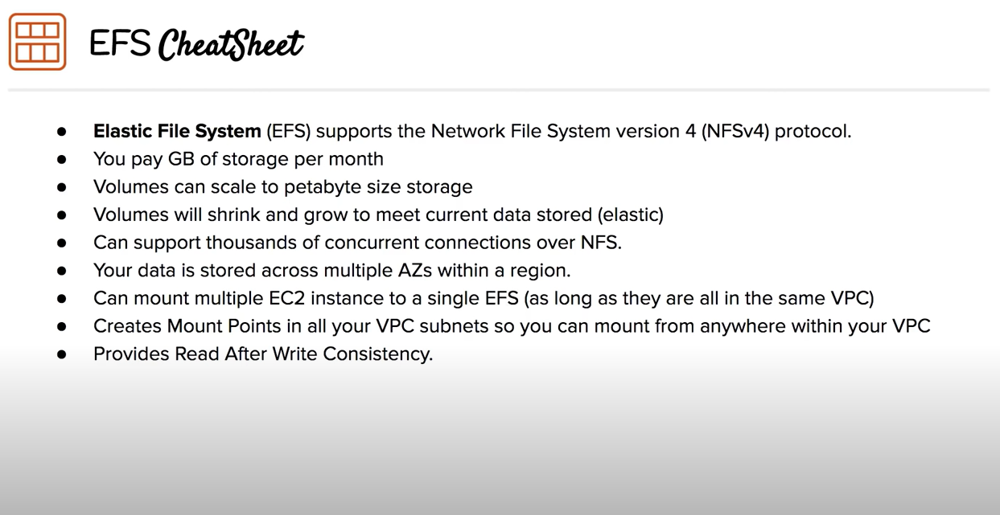 EFS CheatSheet
● Elastic File System (EFS) supports the Network File System version 4 (NFSv4) protocol.
● You pay GB of storage per month
● Volumes can scale to petabyte size storage
● Volumes will shrink and grow to meet current data stored (elastic)
● Can support thousands of concurrent connections over NFS.
● Your data is stored across multiple AZs within a region.
● Can mount multiple EC2 instance to a single EFS (as long as they are all in the same VPC)
● Creates Mount Points in all your VPC subnets so you can mount from anywhere within your VPC
● Provides Read After Write Consistency.